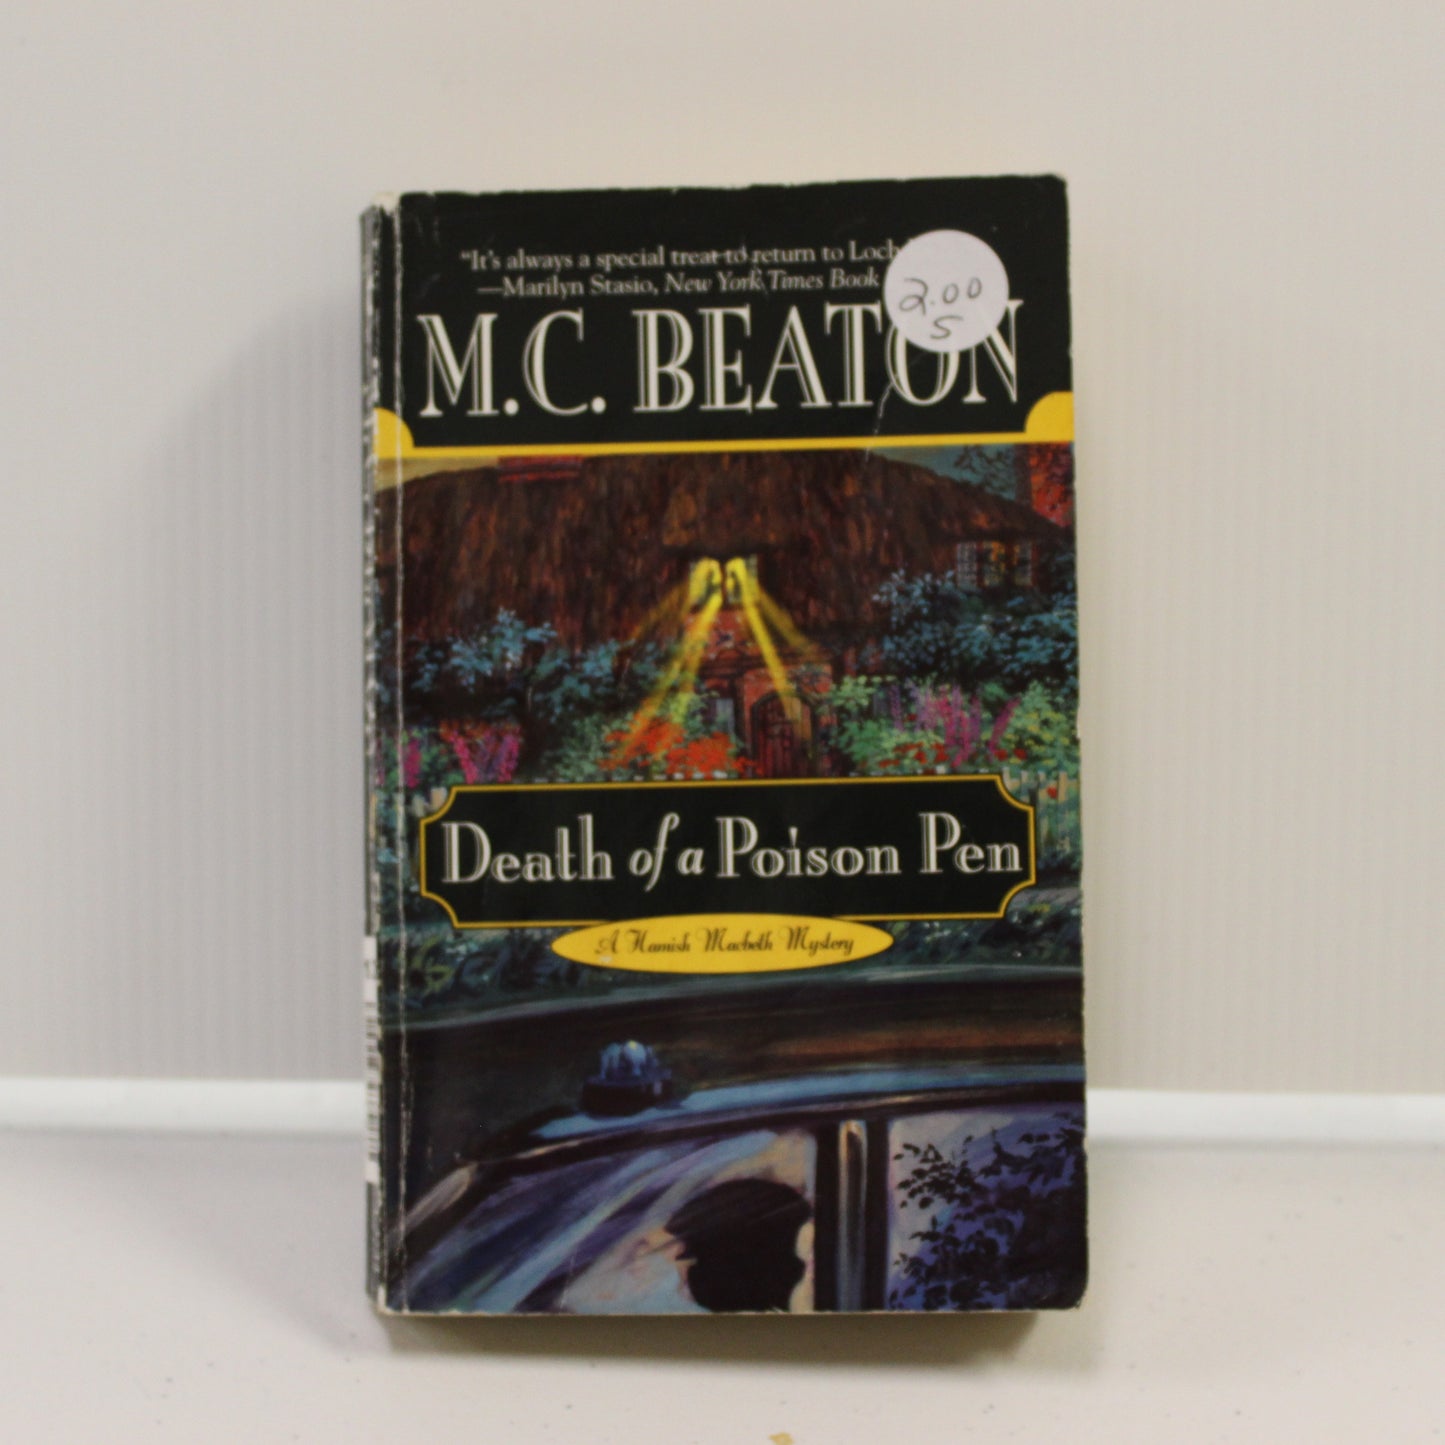 "It's always a special treat to return to Loch
—Marilyn Stasio, New York Times Book
2.00
S
M.C. BEATON
Death of a Poison Pen
A Hamish Macbeth Mystery